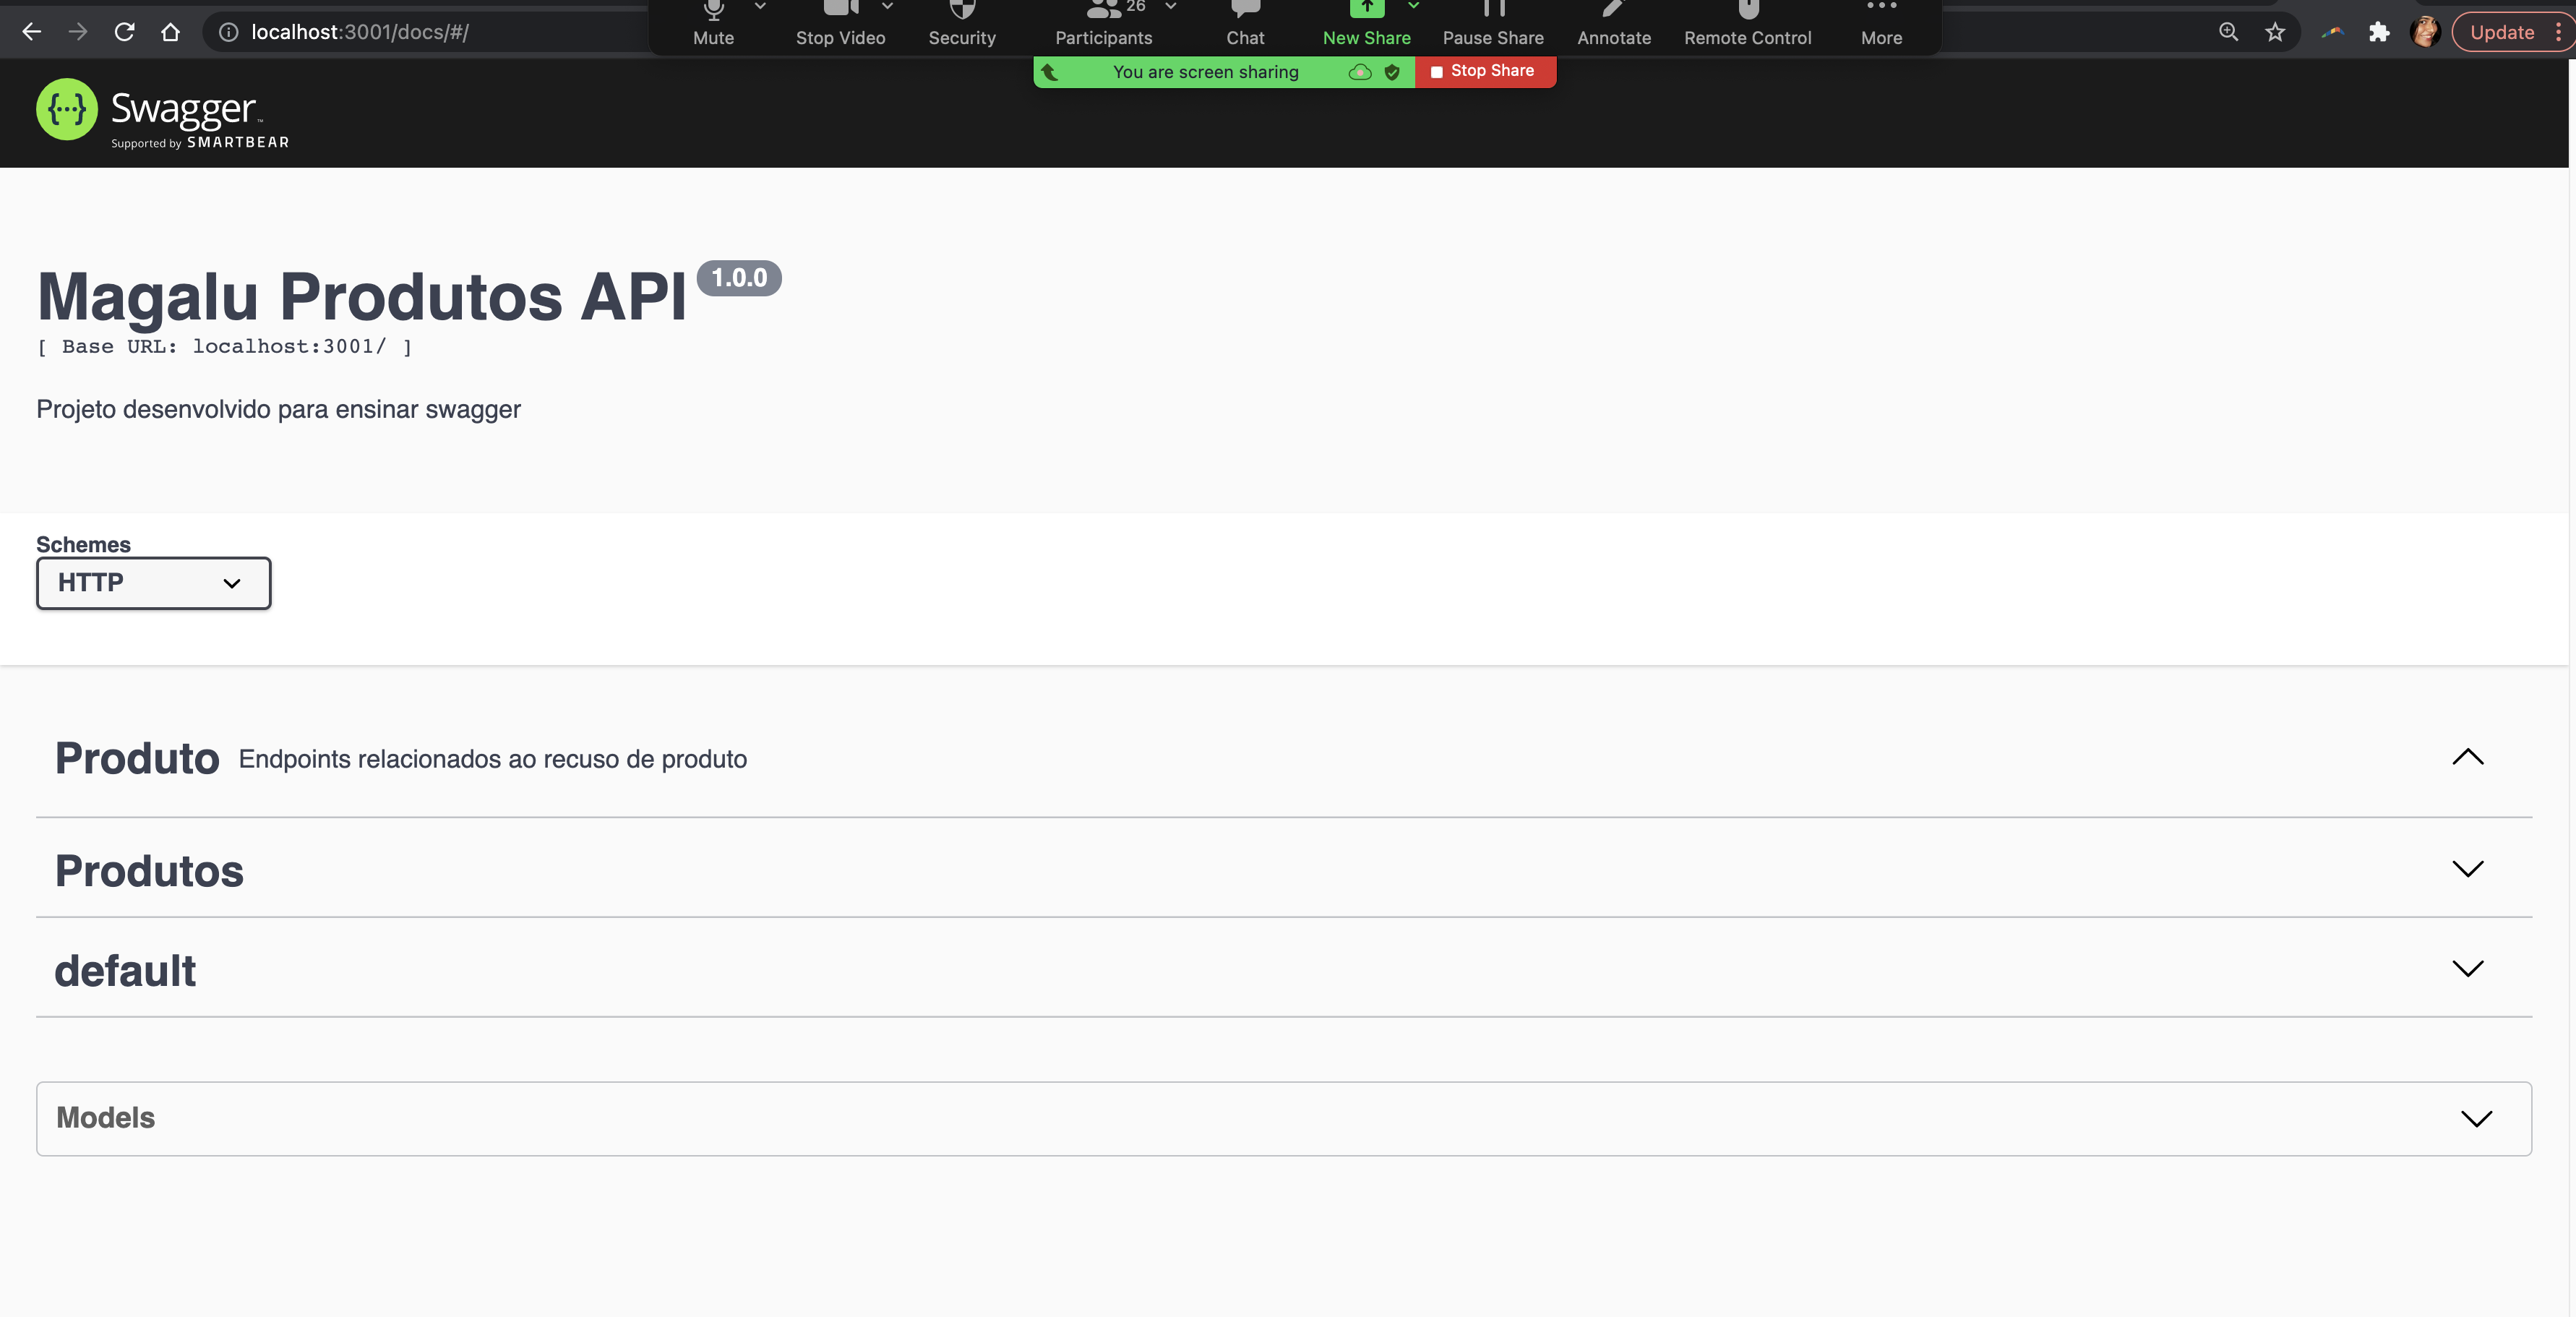 localhost:3001/docs/#/
26
Mute
Stop Video
Security
Participants
Chat
New Share
Pause Share
Annotate
Remote Control
More
Update
You are screen sharing
Stop Share
{···}
Swagger™
Supported by SMARTBEAR
Magalu Produtos API 1.0.0
[ Base URL: localhost:3001/ ]
Projeto desenvolvido para ensinar swagger
Schemes
HTTP
Produto Endpoints relacionados ao recuso de produto
Produtos
default
Models